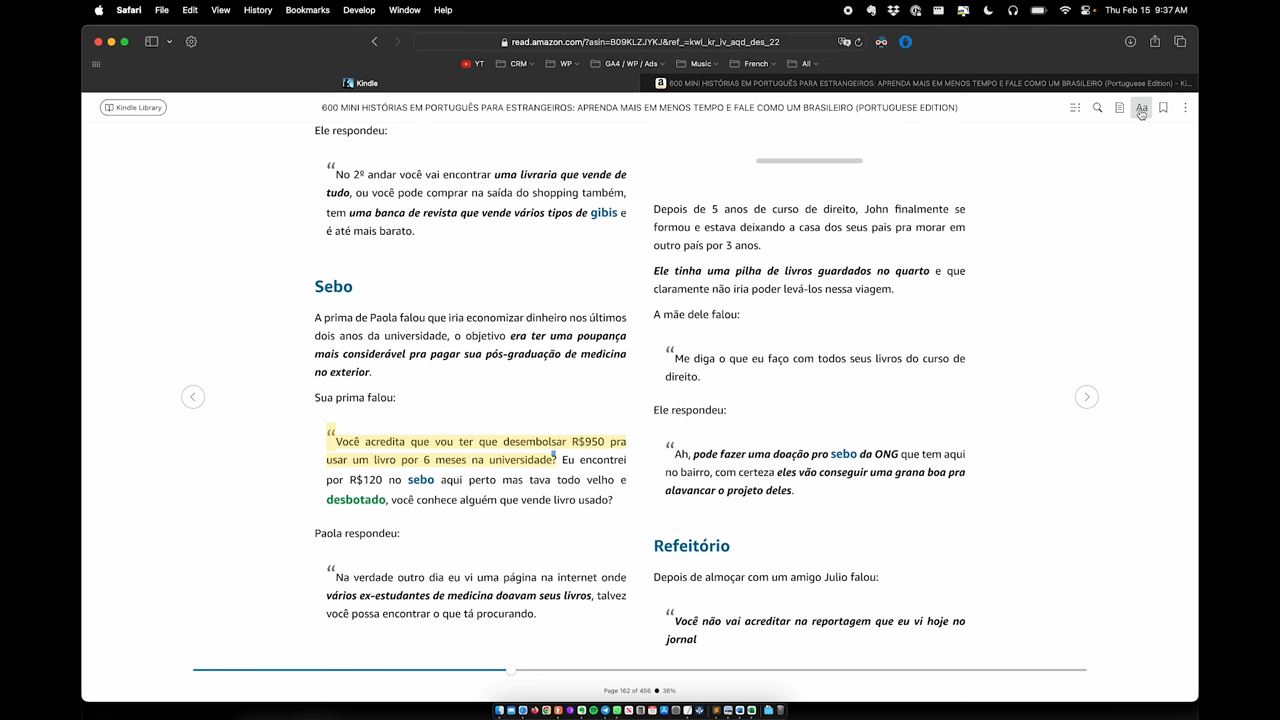 Safari File Edit View History Bookmarks Develop Window Help
Thu Feb 15 9:37 AM
read.amazon.com/?asin=B09KLZJYKJ&ref_=kwl_kr_iv_aqd_des_22
YT CRM WP GA4 / WP / Ads Music French All
Kindle
600 MINI HISTÓRIAS EM PORTUGUÊS PARA ESTRANGEIROS: APRENDA MAIS EM MENOS TEMPO E FALE COMO UM BRASILEIRO (Portuguese Edition) - Ki...
Kindle Library
600 MINI HISTÓRIAS EM PORTUGUÊS PARA ESTRANGEIROS: APRENDA MAIS EM MENOS TEMPO E FALE COMO UM BRASILEIRO (PORTUGUESE EDITION)
Aa
Ele respondeu:
“No 2º andar você vai encontrar uma livraria que vende de
tudo, ou você pode comprar na saída do shopping também,
tem uma banca de revista que vende vários tipos de gibis e
é até mais barato.
Sebo
A prima de Paola falou que iria economizar dinheiro nos últimos
dois anos da universidade, o objetivo era ter uma poupança
mais considerável pra pagar sua pós-graduação de medicina
no exterior.
Sua prima falou:
“Você acredita que vou ter que desembolsar R$950 pra
usar um livro por 6 meses na universidade? Eu encontrei
por R$120 no sebo aqui perto mas tava todo velho e
desbotado, você conhece alguém que vende livro usado?
Paola respondeu:
“Na verdade outro dia eu vi uma página na internet onde
vários ex-estudantes de medicina doavam seus livros, talvez
você possa encontrar o que tá procurando.
Depois de 5 anos de curso de direito, John finalmente se
formou e estava deixando a casa dos seus pais pra morar em
outro país por 3 anos.
Ele tinha uma pilha de livros guardados no quarto e que
claramente não iria poder levá-los nessa viagem.
A mãe dele falou:
“Me diga o que eu faço com todos seus livros do curso de
direito.
Ele respondeu:
“Ah, pode fazer uma doação pro sebo da ONG que tem aqui
no bairro, com certeza eles vão conseguir uma grana boa pra
alavancar o projeto deles.
Refeitório
Depois de almoçar com um amigo Julio falou:
“Você não vai acreditar na reportagem que eu vi hoje no
jornal
Page 162 of 456 ● 36%